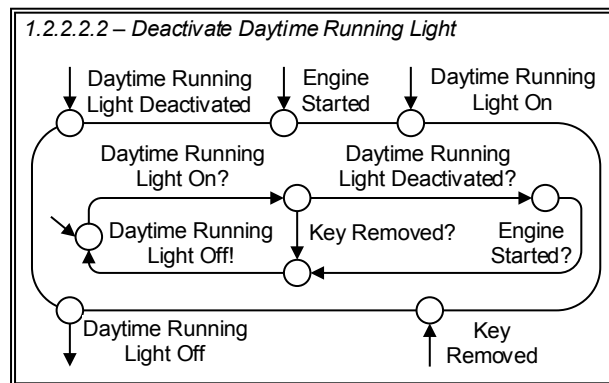 1.2.2.2.2 – Deactivate Daytime Running Light
Daytime Running
Light Deactivated
Engine
Started
Daytime Running
Light On
Daytime Running
Light On?
Daytime Running
Light Deactivated?
Daytime Running
Light Off!
Key Removed?
Engine
Started?
Daytime Running
Light Off
Key
Removed